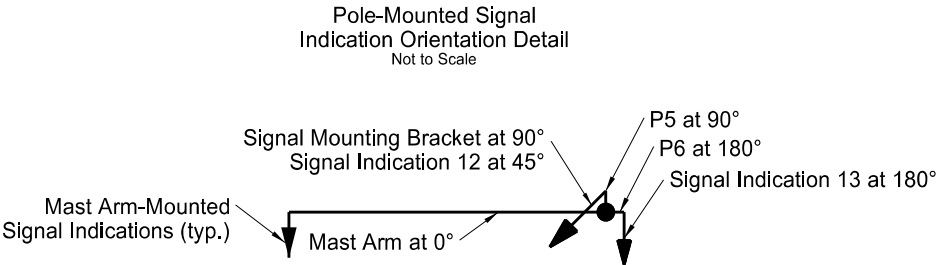 Pole-Mounted Signal
Indication Orientation Detail
Not to Scale
Signal Mounting Bracket at 90°
Signal Indication 12 at 45°
P5 at 90°
P6 at 180°
Signal Indication 13 at 180°
Mast Arm-Mounted
Signal Indications (typ.)
Mast Arm at 0°